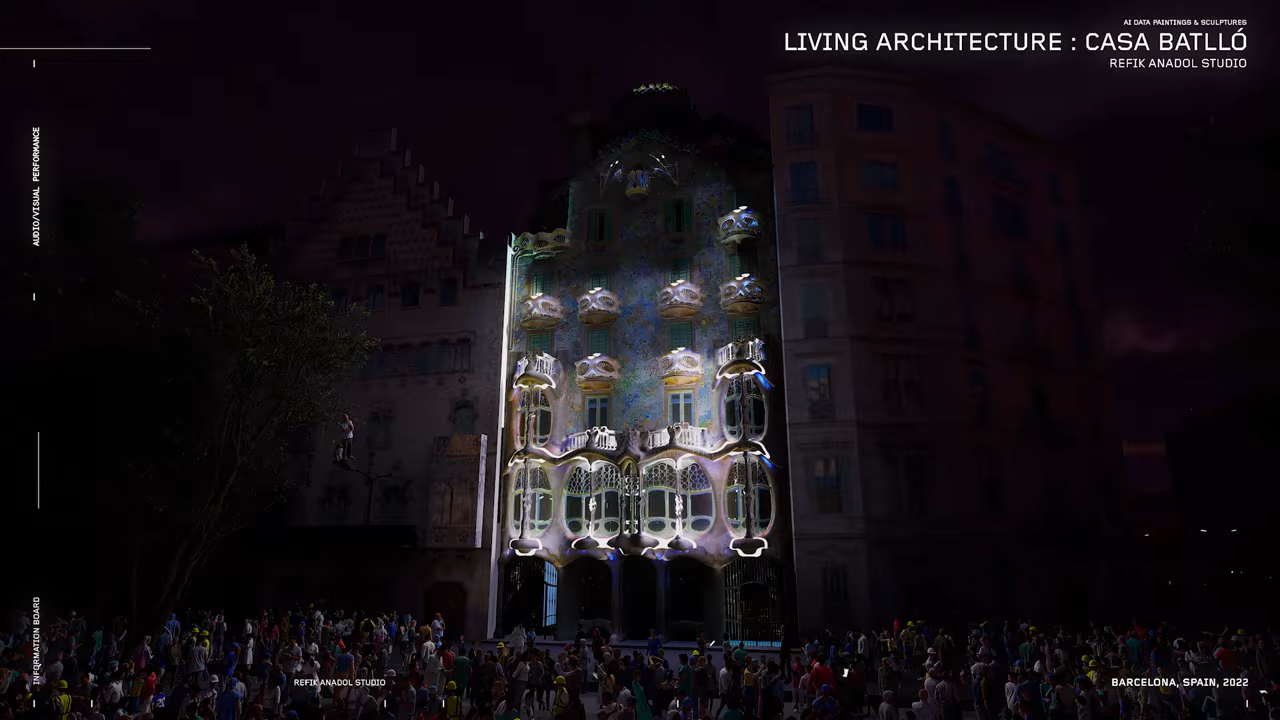 AI DATA PAINTINGS & SCULPTURES
LIVING ARCHITECTURE : CASA BATLLÓ
REFIK ANADOL STUDIO
AUDIO/VISUAL PERFORMANCE
INFORMATION BOARD
REFIK ANADOL STUDIO
BARCELONA, SPAIN, 2022